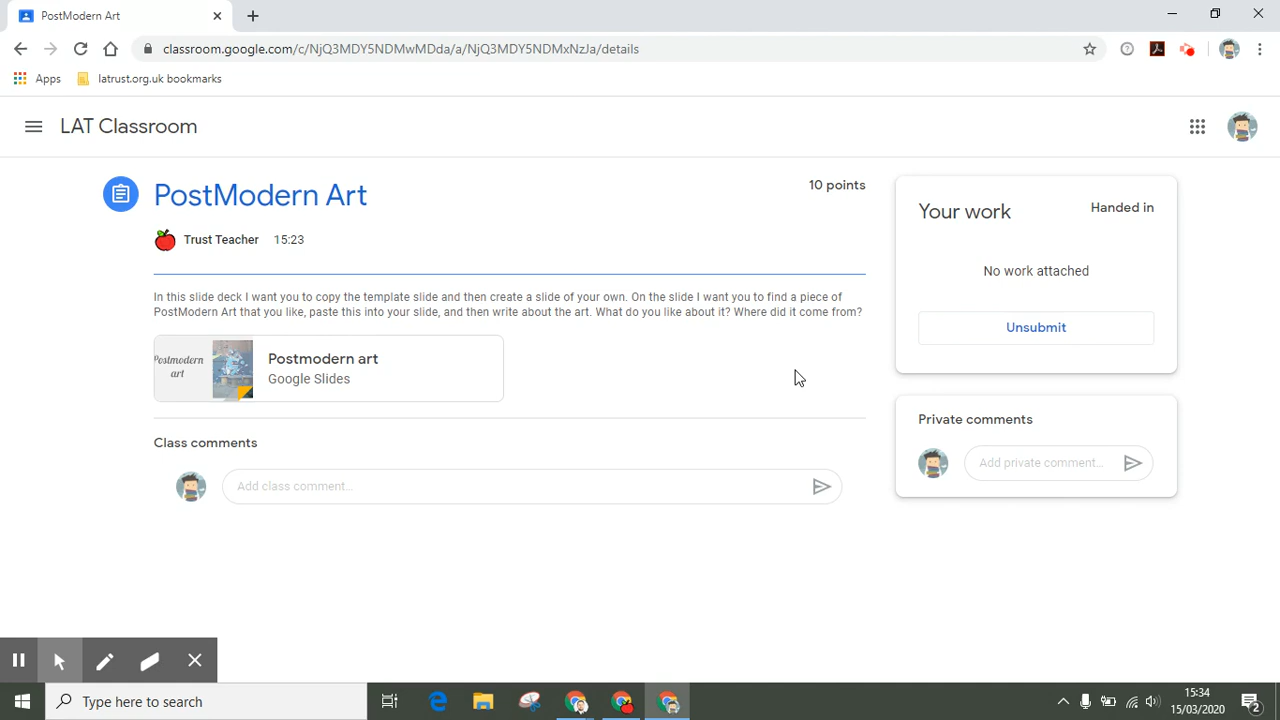 PostModern Art
classroom.google.com/c/NjQ3MDY5NDMwMDda/a/NjQ3MDY5NDMxNzJa/details
Apps
latrust.org.uk bookmarks
LAT Classroom
PostModern Art
10 points
Trust Teacher 15:23
In this slide deck I want you to copy the template slide and then create a slide of your own. On the slide I want you to find a piece of
PostModern Art that you like, paste this into your slide, and then write about the art. What do you like about it? Where did it come from?
Postmodern
art
Postmodern art
Google Slides
Class comments
Add class comment...
Your work
Handed in
No work attached
Unsubmit
Private comments
Add private comment...
Type here to search
15:34
15/03/2020
2